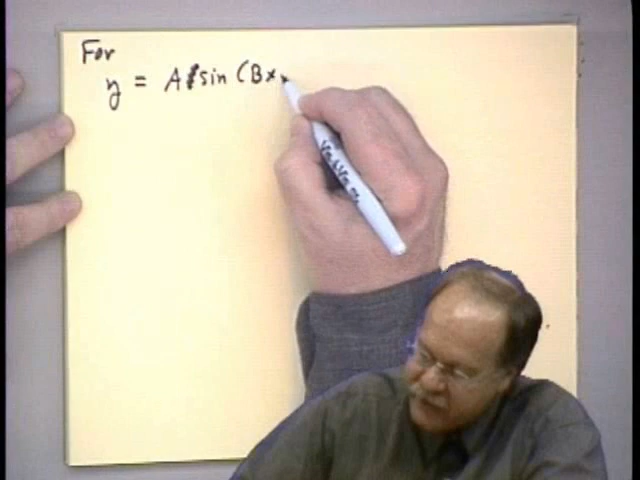 For
y = A sin (Bx